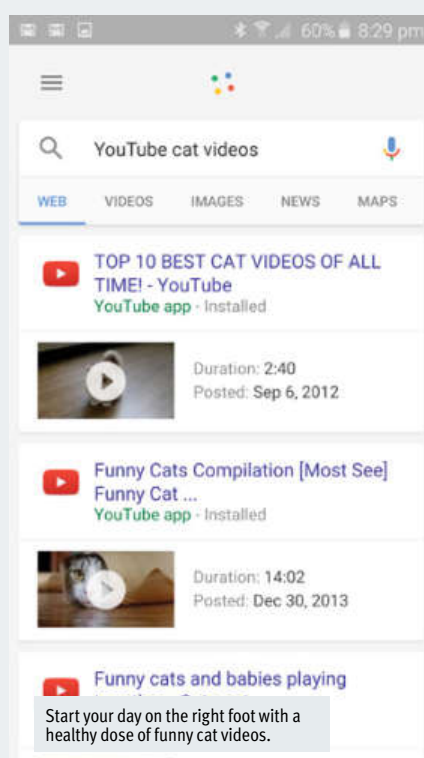 60% 8:29 pm
YouTube cat videos
WEB VIDEOS IMAGES NEWS MAPS
TOP 10 BEST CAT VIDEOS OF ALL
TIME! - YouTube
YouTube app - Installed
Duration: 2:40
Posted: Sep 6, 2012
Funny Cats Compilation [Most See]
Funny Cat ...
YouTube app - Installed
Duration: 14:02
Posted: Dec 30, 2013
Funny cats and babies playing
Start your day on the right foot with a
healthy dose of funny cat videos.